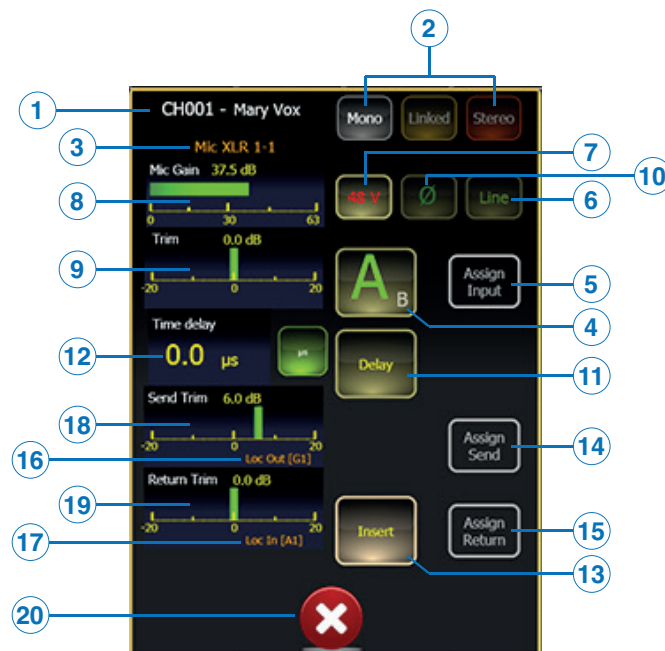 2
1
CH001 - Mary Vox
Mono
Linked
Stereo
3
Mic XLR 1-1
7
10
Mic Gain 37.5 dB
8
0 30 63
48 V
Ø
Line
6
Trim 0.0 dB
9
-20 0 20
A
B
4
Assign
Input
5
Time delay
12
0.0 µs
µs
Delay
11
Send Trim 6.0 dB
18
-20 0 20
16
Loc Out [G1]
Assign
Send
14
Return Trim 0.0 dB
19
-20 0 20
17
Loc In [A1]
Insert
13
Assign
Return
15
20